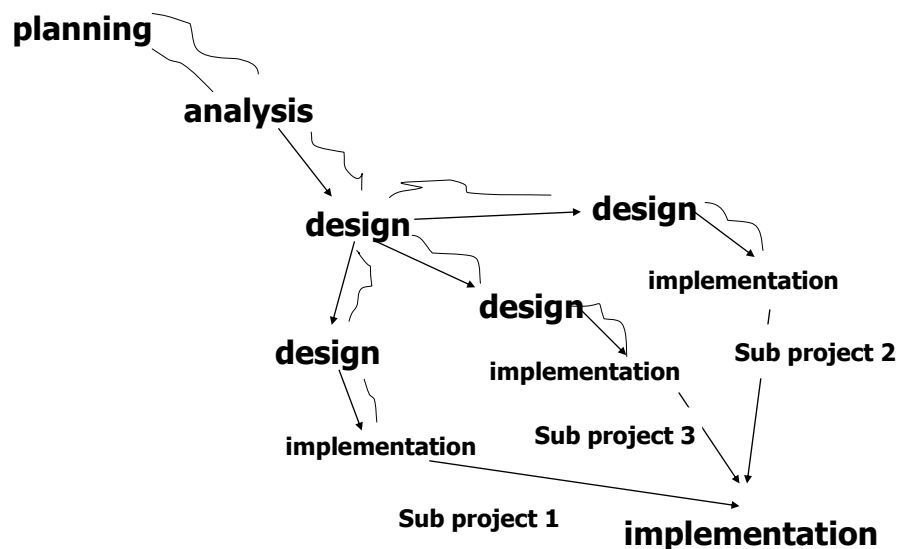 planning
analysis
design
design
implementation
design
Sub project 2
design
implementation
Sub project 3
implementation
Sub project 1
implementation